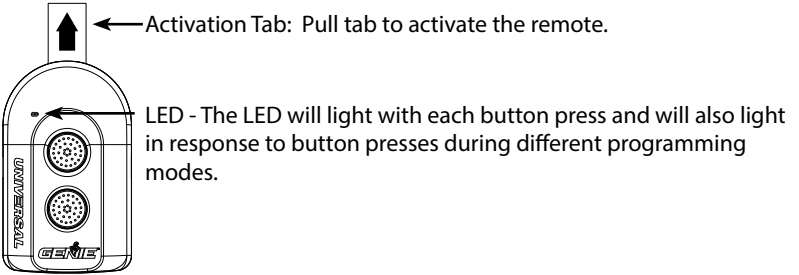 Activation Tab: Pull tab to activate the remote.
LED - The LED will light with each button press and will also light
in response to button presses during different programming
modes.
UNIVERSAL
GENIE